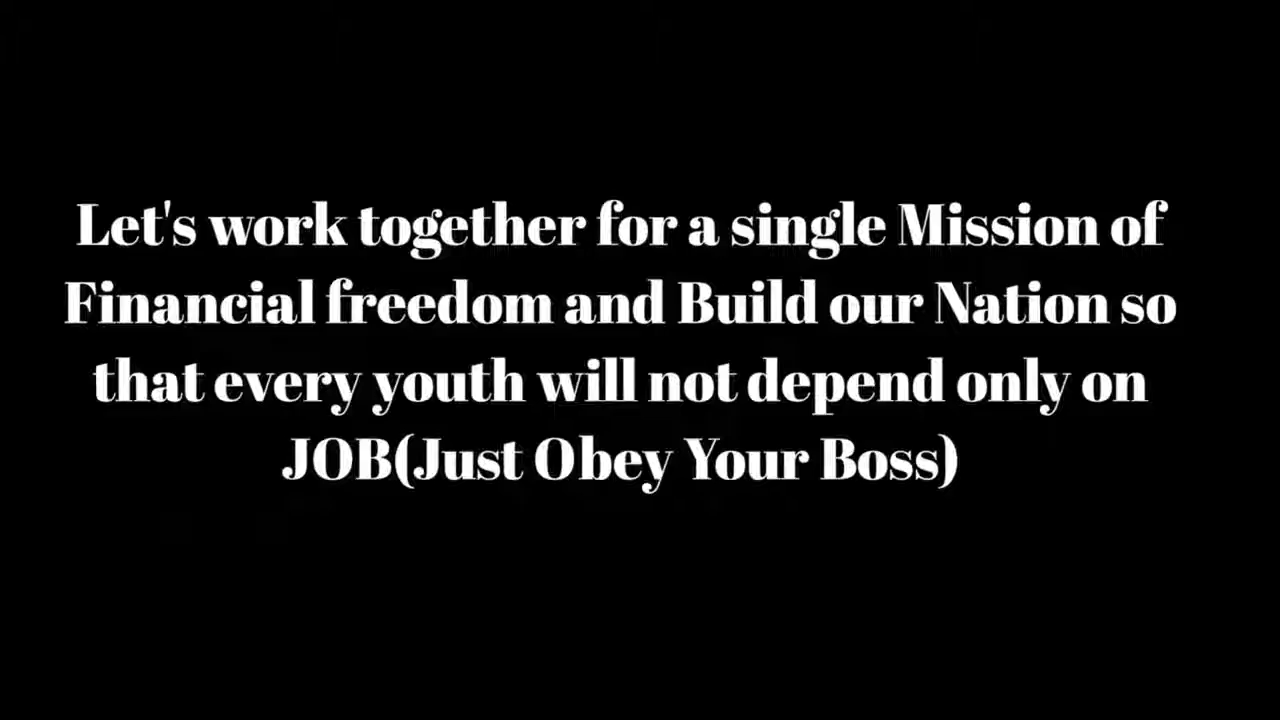 Let's work together for a single Mission of
Financial freedom and Build our Nation so
that every youth will not depend only on
JOB(Just Obey Your Boss)